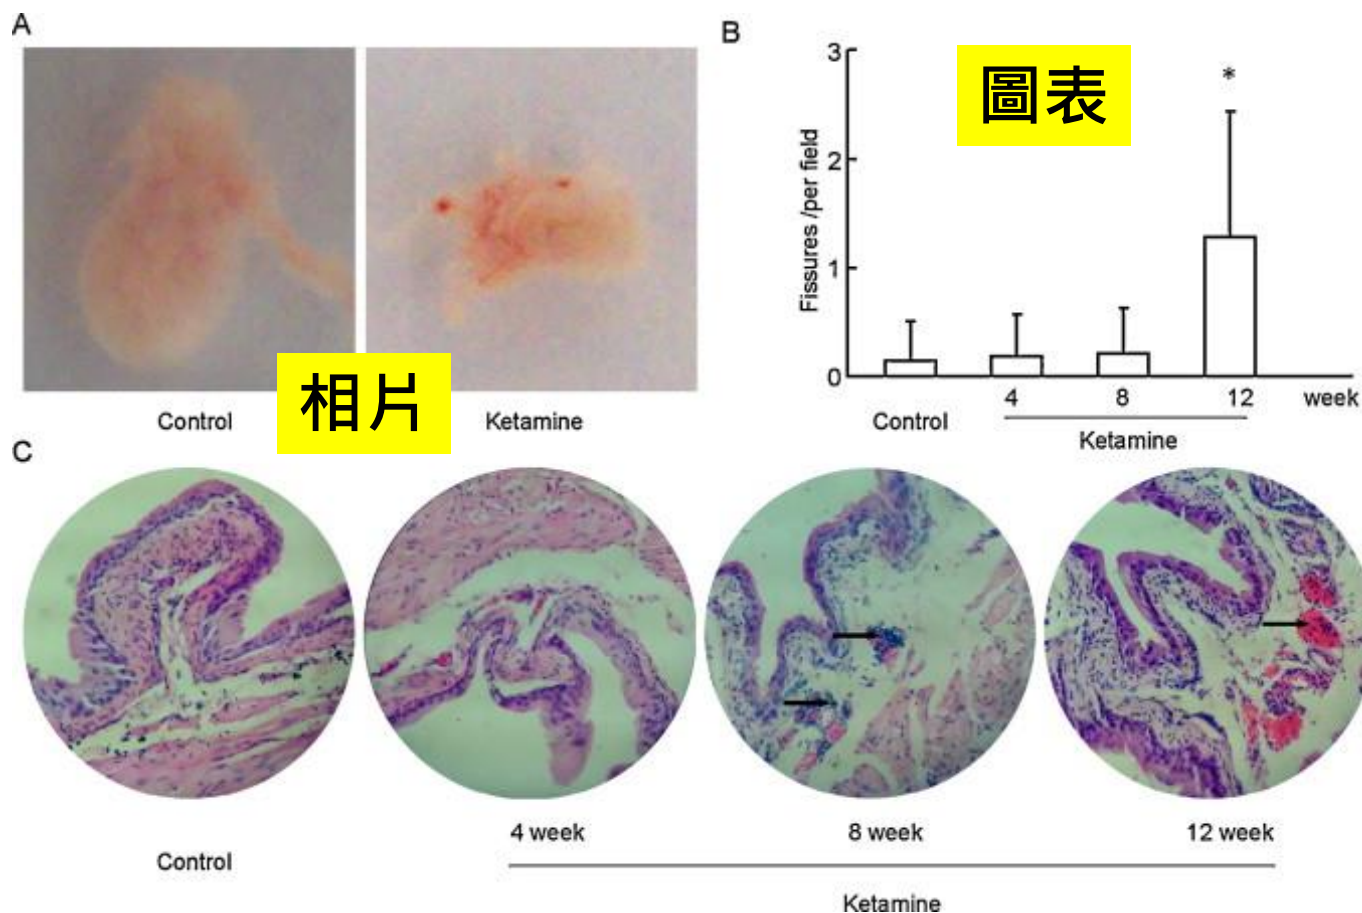 A
相片
Control
Ketamine
B
圖表
Fissures /per field
3
2
1
0
*
4
8
12
week
Control
Ketamine
C
4 week
8 week
12 week
Control
Ketamine